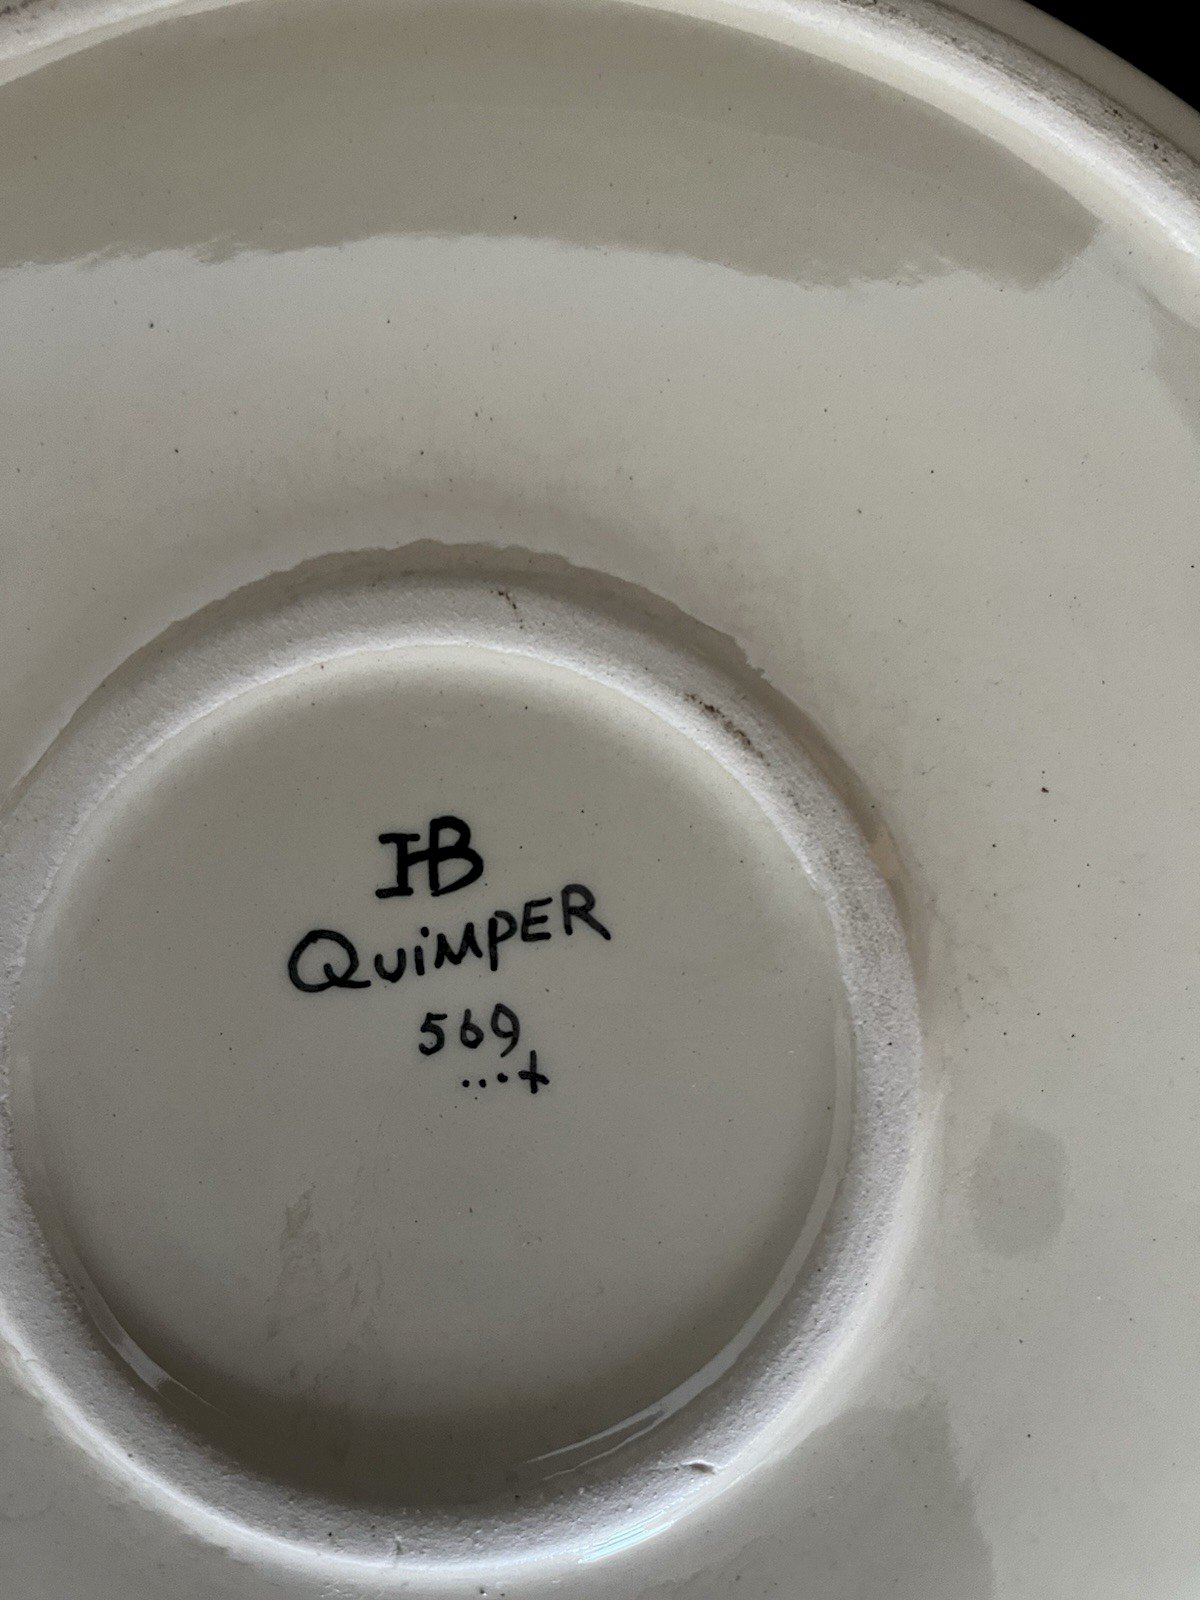 HB
QUiMPER
569
...+